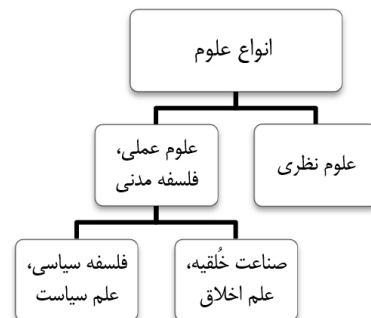 انواع علوم
علوم نظری
علوم عملی،
فلسفه مدنی
صناعت خُلقیه،
علم اخلاق
فلسفه سیاسی،
علم سیاست